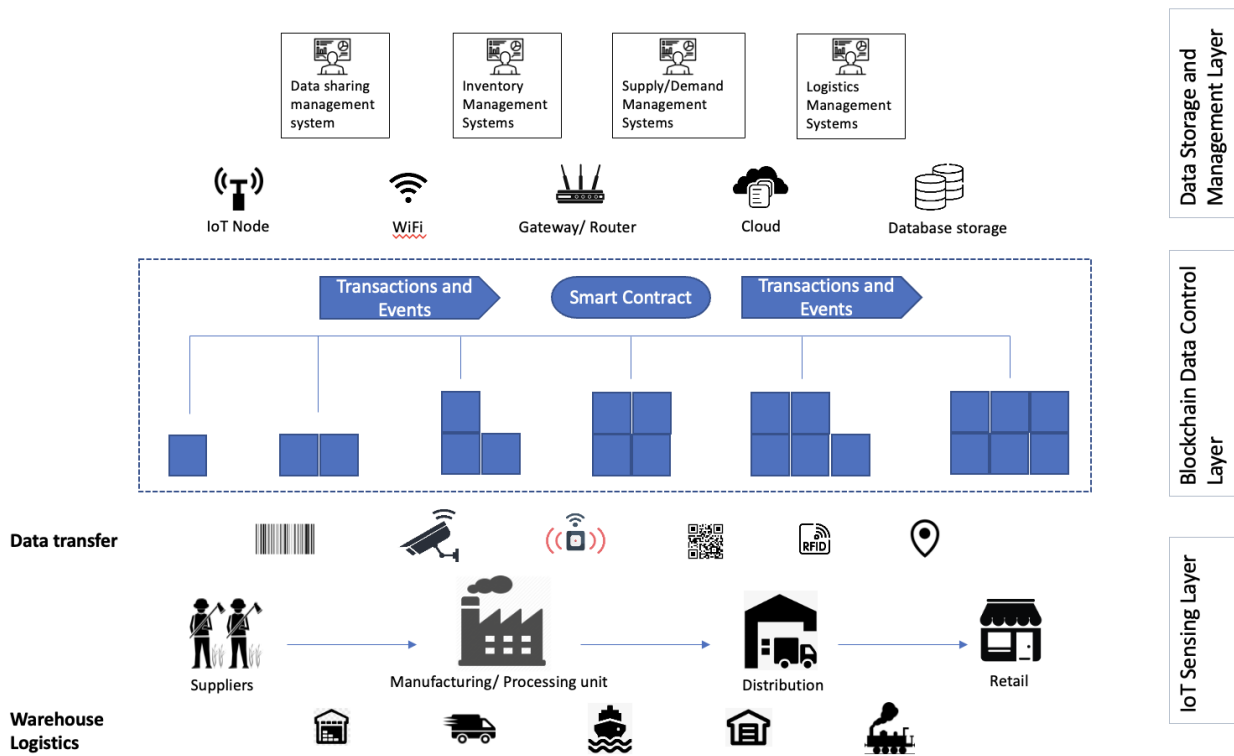 Data sharing
management
system
Inventory
Management
Systems
Supply/Demand
Management
Systems
Logistics
Management
Systems
Data Storage and
Management Layer
IoT Node
WiFi
Gateway/ Router
Cloud
Database storage
Transactions and
Events
Smart Contract
Transactions and
Events
Blockchain Data Control
Layer
Data transfer
RFID
Suppliers
Manufacturing/ Processing unit
Distribution
Retail
IoT Sensing Layer
Warehouse
Logistics